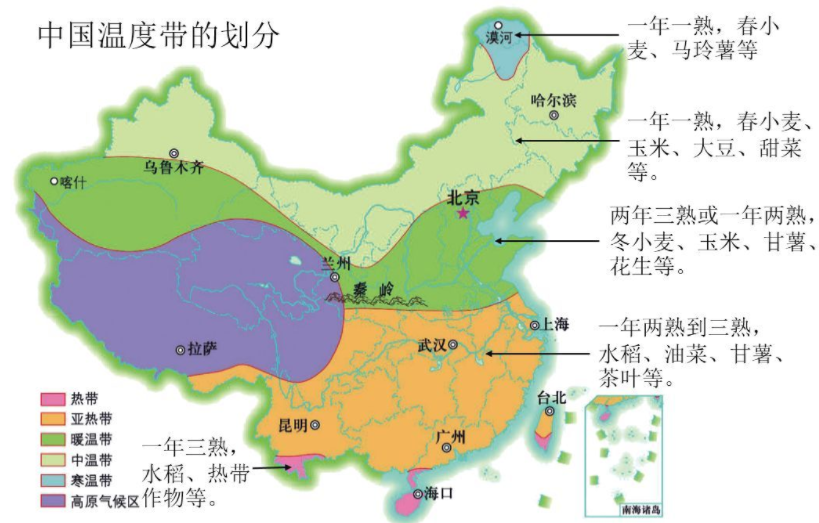 中国温度带的划分
漠河
一年一熟，春小
麦、马玲薯等
哈尔滨
一年一熟，春小麦、
玉米、大豆、甜菜
等。
乌鲁木齐
喀什
北京
两年三熟或一年两熟，
冬小麦、玉米、甘薯、
花生等。
兰州
秦岭
上海
一年两熟到三熟，
水稻、油菜、甘薯、
茶叶等。
武汉
拉萨
热带
亚热带
暖温带
中温带
寒温带
高原气候区
台北
昆明
广州
一年三熟，
水稻、热带
作物等。
海口
南海诸岛